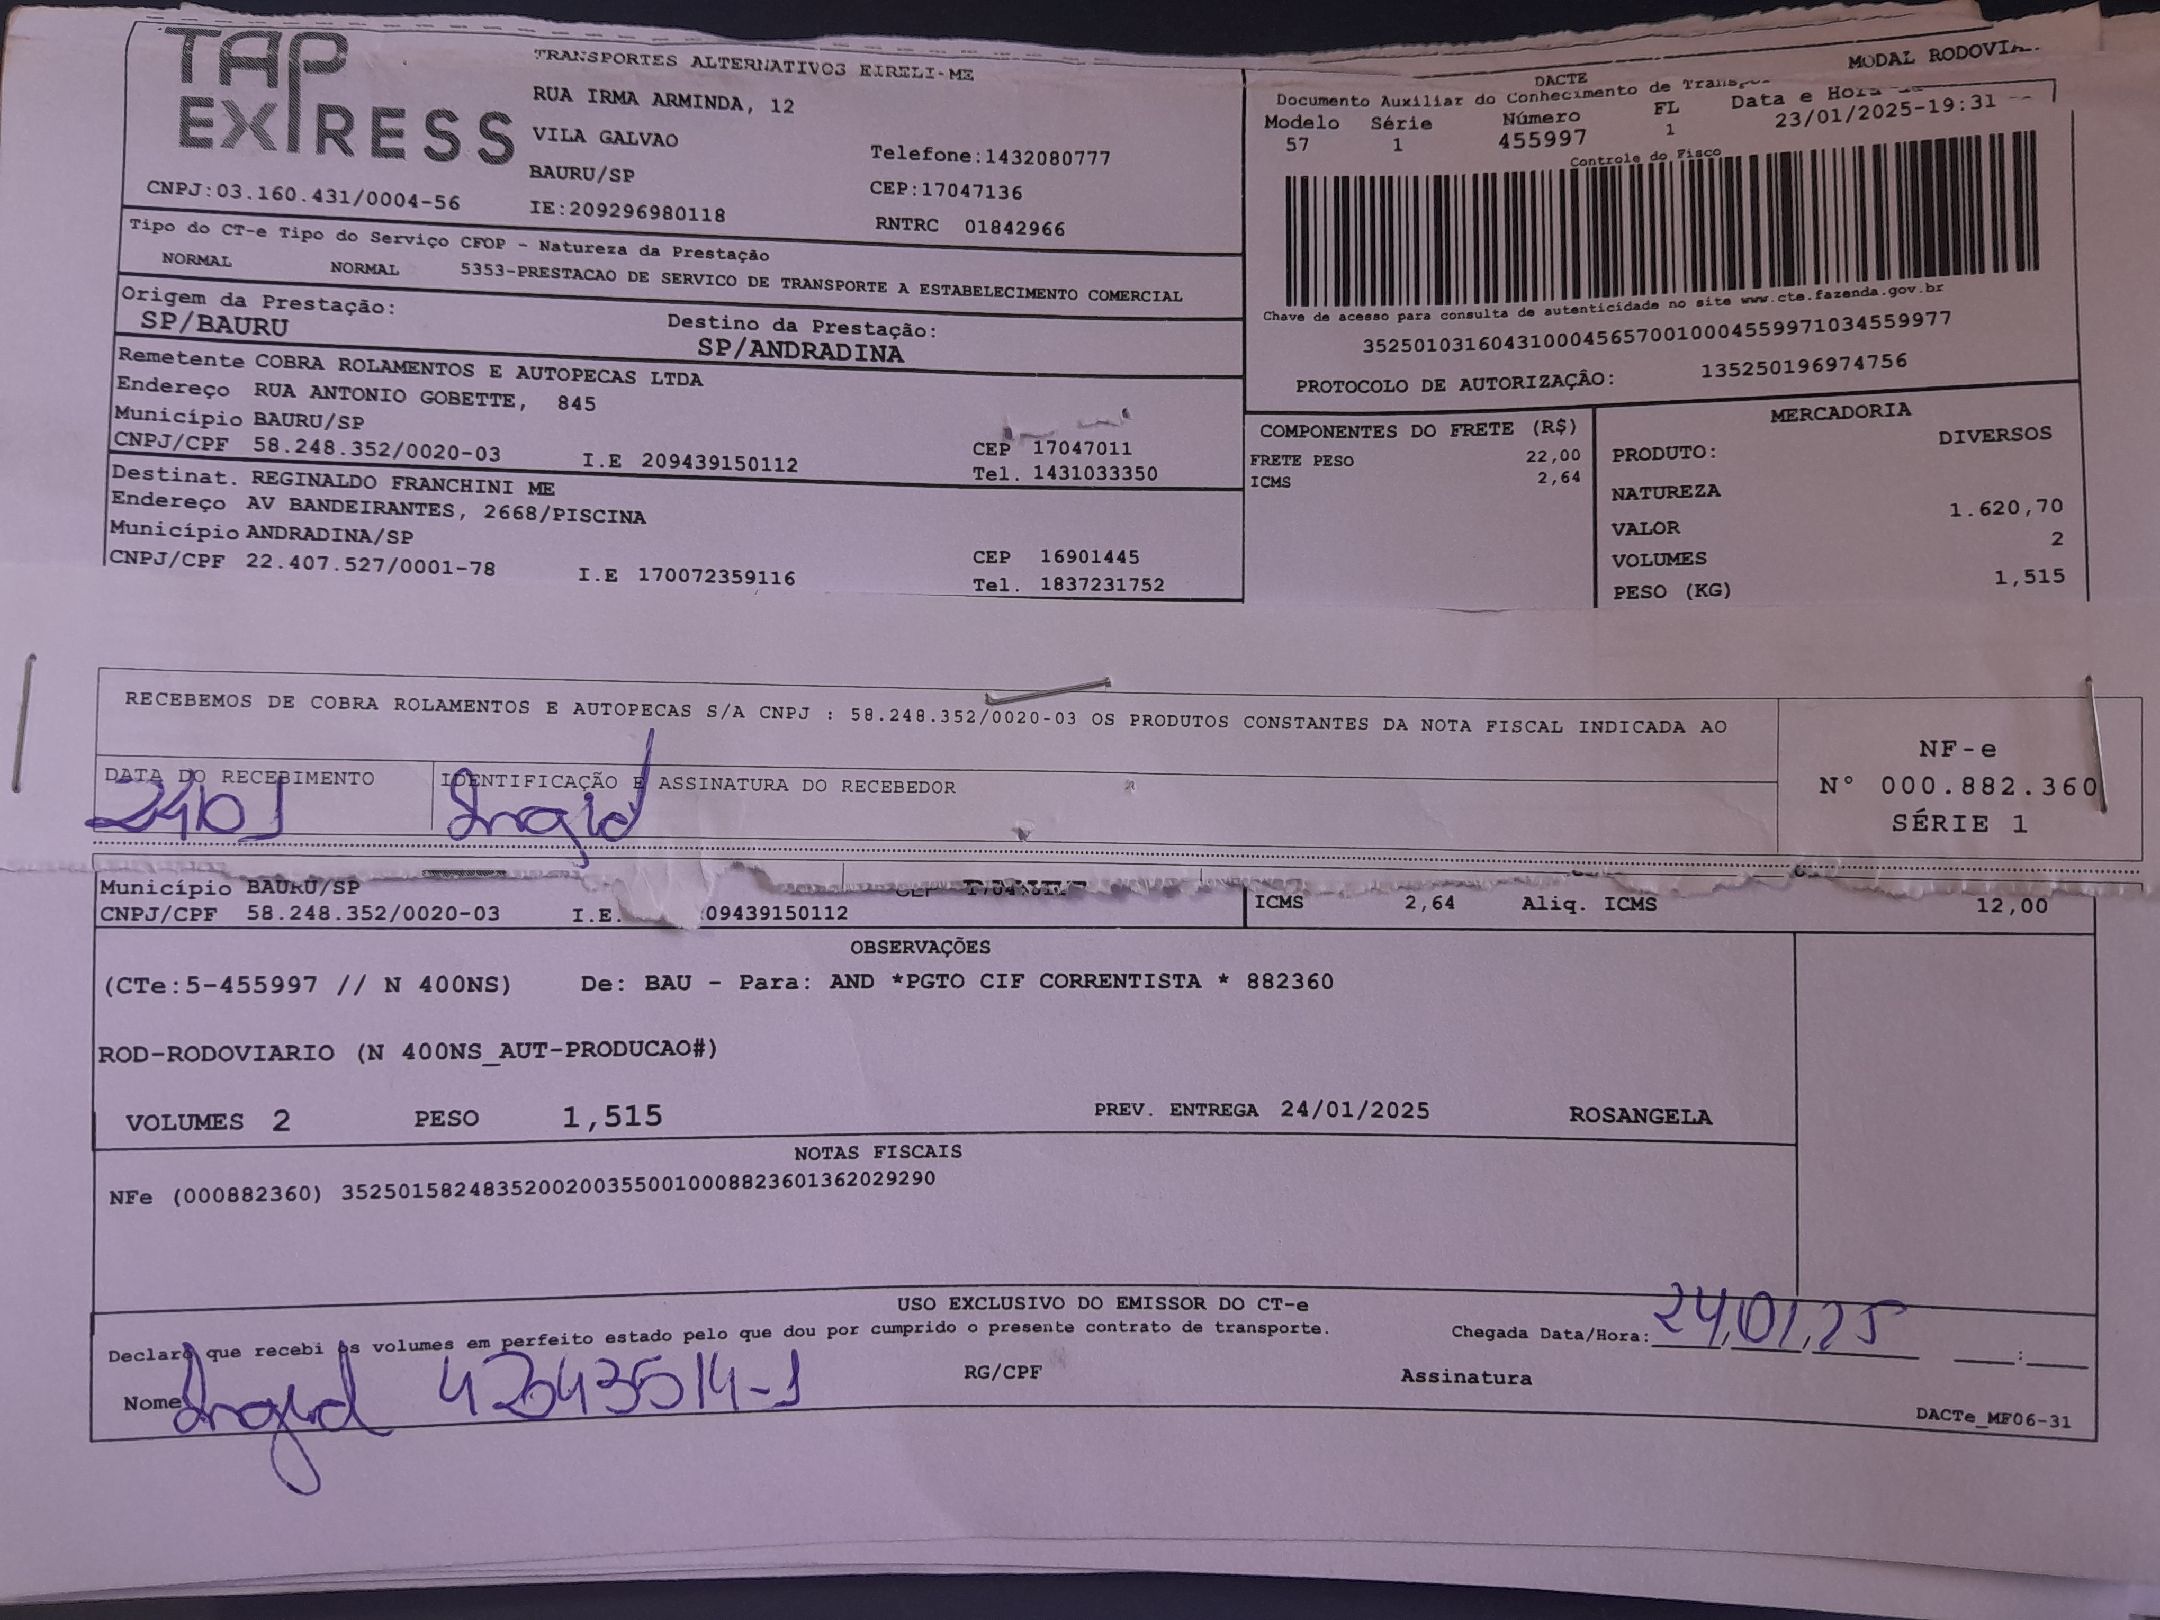 TAP EXPRESS
TRANSPORTES ALTERNATIVOS EIRELI-ME
RUA IRMA ARMINDA, 12
VILA GALVAO
Telefone:1432080777
BAURU/SP
CEP:17047136
CNPJ:03.160.431/0004-56
IE:209296980118
RNTRC 01842966
Tipo do CT-e Tipo do Serviço CFOP - Natureza da Prestação
NORMAL NORMAL 5353-PRESTACAO DE SERVICO DE TRANSPORTE A ESTABELECIMENTO COMERCIAL
Origem da Prestação:
SP/BAURU
Destino da Prestação:
SP/ANDRADINA
Remetente COBRA ROLAMENTOS E AUTOPECAS LTDA
Endereço RUA ANTONIO GOBETTE, 845
Município BAURU/SP
CEP 17047011
CNPJ/CPF 58.248.352/0020-03 I.E 209439150112 Tel. 1431033350
Destinat. REGINALDO FRANCHINI ME
Endereço AV BANDEIRANTES, 2668/PISCINA
Município ANDRADINA/SP
CEP 16901445
CNPJ/CPF 22.407.527/0001-78 I.E 170072359116 Tel. 1837231752
DACTE
MODAL
Documento Auxiliar do Conhecimento de
Modelo Série Número FL Data e
57 1 455997 1 23/01/2025-19:31
Controle do Fisco
Chave de acesso para consulta de autenticidade no site www.cte.fazenda.gov.br
35250103160431000456570010004559971034559977
PROTOCOLO DE AUTORIZAÇÂO: 135250196974756
COMPONENTES DO FRETE (R$)
FRETE PESO 22,00
ICMS 2,64
MERCADORIA
PRODUTO: DIVERSOS
NATUREZA
VALOR 1.620,70
VOLUMES 2
PESO (KG) 1,515
RECEBEMOS DE COBRA ROLAMENTOS E AUTOPECAS S/A CNPJ : 58.248.352/0020-03 OS PRODUTOS CONSTANTES DA NOTA FISCAL INDICADA AO
DATA DO RECEBIMENTO
IDENTIFICAÇÃO E ASSINATURA DO RECEBEDOR
2401
Ingrid
NF-e
N° 000.882.360
SÉRIE 1
Município BAURU/SP
CNPJ/CPF 58.248.352/0020-03 I.E. 09439150112
ICMS 2,64 Aliq. ICMS 12,00
OBSERVAÇÕES
(CTe:5-455997 // N 400NS) De: BAU - Para: AND *PGTO CIF CORRENTISTA * 882360
ROD-RODOVIARIO (N 400NS_AUT-PRODUCAO#)
VOLUMES 2 PESO 1,515 PREV. ENTREGA 24/01/2025 ROSANGELA
NOTAS FISCAIS
NFe (000882360) 35250158248352002003550010008823601362029290
USO EXCLUSIVO DO EMISSOR DO CT-e
Declaro que recebi os volumes em perfeito estado pelo que dou por cumprido o presente contrato de transporte.
Chegada Data/Hora: 24,01,25 :
Nome Ingrid 42343514-1 RG/CPF Assinatura
DACTe_MF06-31